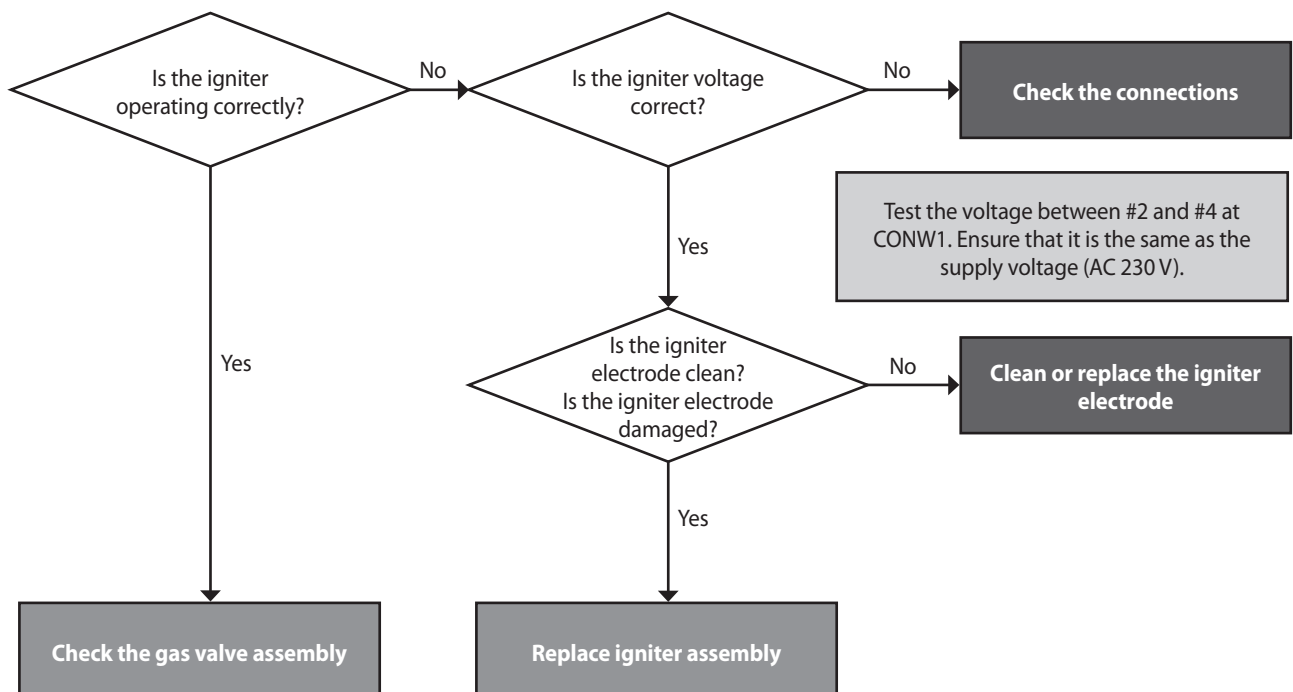 Is the igniter
operating correctly?
No
Is the igniter voltage
correct?
No
Check the connections
Test the voltage between #2 and #4 at
CONW1. Ensure that it is the same as the
supply voltage (AC 230 V).
Yes
Yes
Is the igniter
electrode clean?
Is the igniter electrode
damaged?
No
Clean or replace the igniter
electrode
Yes
Check the gas valve assembly
Replace igniter assembly